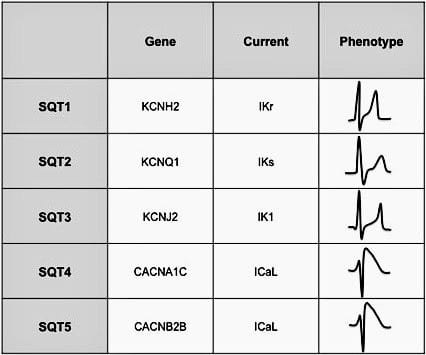 Gene Current Phenotype
SQT1 KCNH2 IKr
SQT2 KCNQ1 IKs
SQT3 KCNJ2 IK1
SQT4 CACNA1C ICaL
SQT5 CACNB2B ICaL